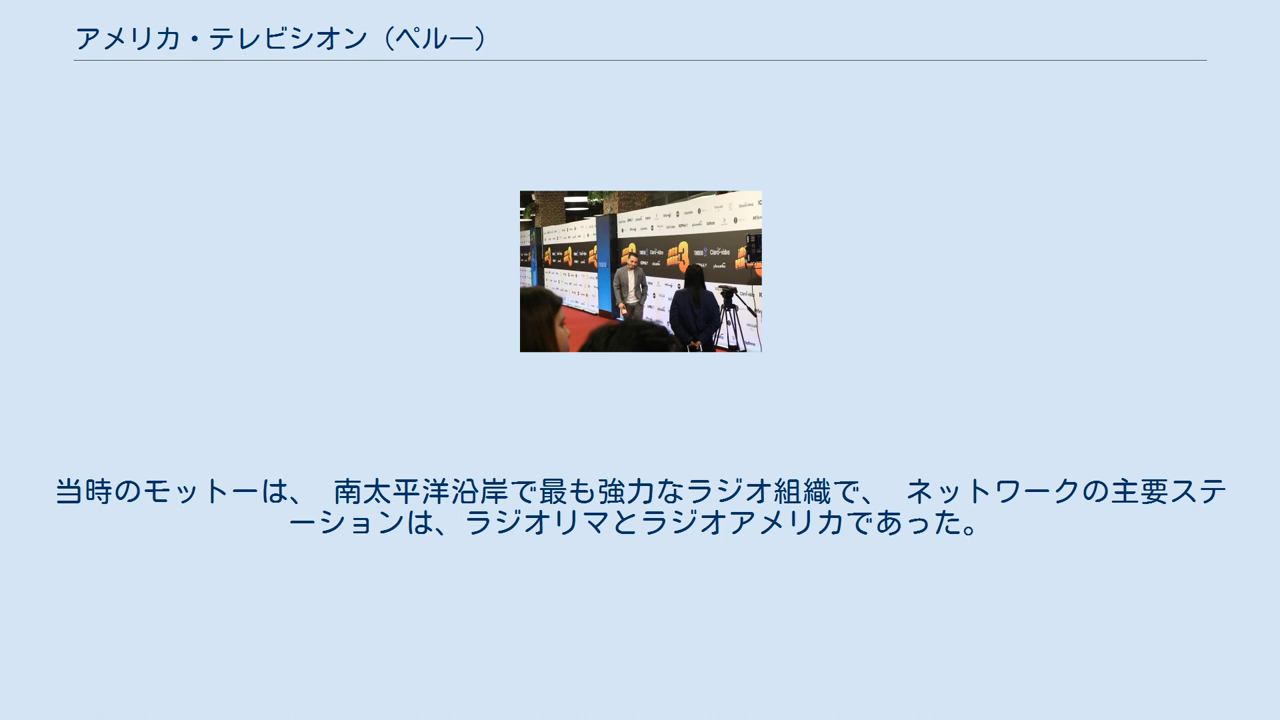 アメリカ・テレビシオン（ペルー）
当時のモットーは、 南太平洋沿岸で最も強力なラジオ組織で、 ネットワークの主要ステ
ーションは、ラジオリマとラジオアメリカであった。